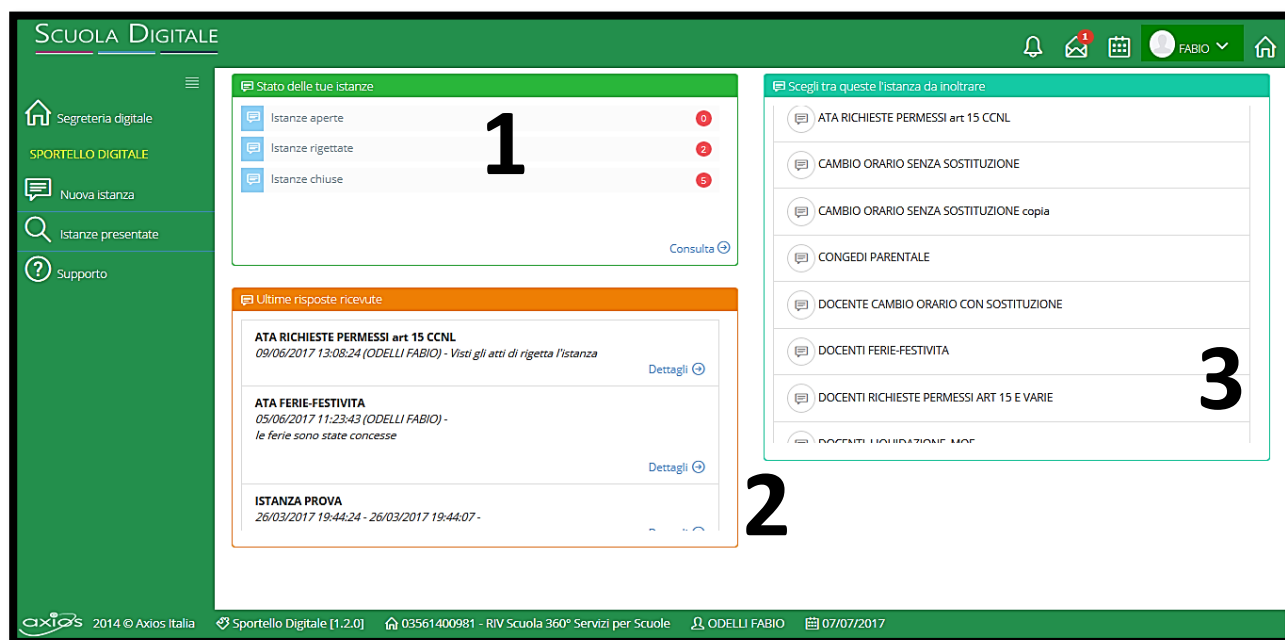 SCUOLA DIGITALE
1
FABIO
Segreteria digitale
SPORTELLO DIGITALE
Nuova istanza
Istanze presentate
Supporto
Stato delle tue istanze
Istanze aperte 0
Istanze rigettate 2
Istanze chiuse 5
1
Consulta
Ultime risposte ricevute
ATA RICHIESTE PERMESSI art 15 CCNL
09/06/2017 13:08:24 (ODELLI FABIO) - Visti gli atti di rigetta l'istanza
Dettagli
ATA FERIE-FESTIVITA
05/06/2017 11:23:43 (ODELLI FABIO) -
le ferie sono state concesse
Dettagli
ISTANZA PROVA
26/03/2017 19:44:24 - 26/03/2017 19:44:07 -
2
Scegli tra queste l'istanza da inoltrare
ATA RICHIESTE PERMESSI art 15 CCNL
CAMBIO ORARIO SENZA SOSTITUZIONE
CAMBIO ORARIO SENZA SOSTITUZIONE copia
CONGEDI PARENTALE
DOCENTE CAMBIO ORARIO CON SOSTITUZIONE
DOCENTI FERIE-FESTIVITA
DOCENTI RICHIESTE PERMESSI ART 15 E VARIE
3
axios 2014 © Axios Italia Sportello Digitale [1.2.0] 03561400981 - RIV Scuola 360° Servizi per Scuole ODELLI FABIO 07/07/2017